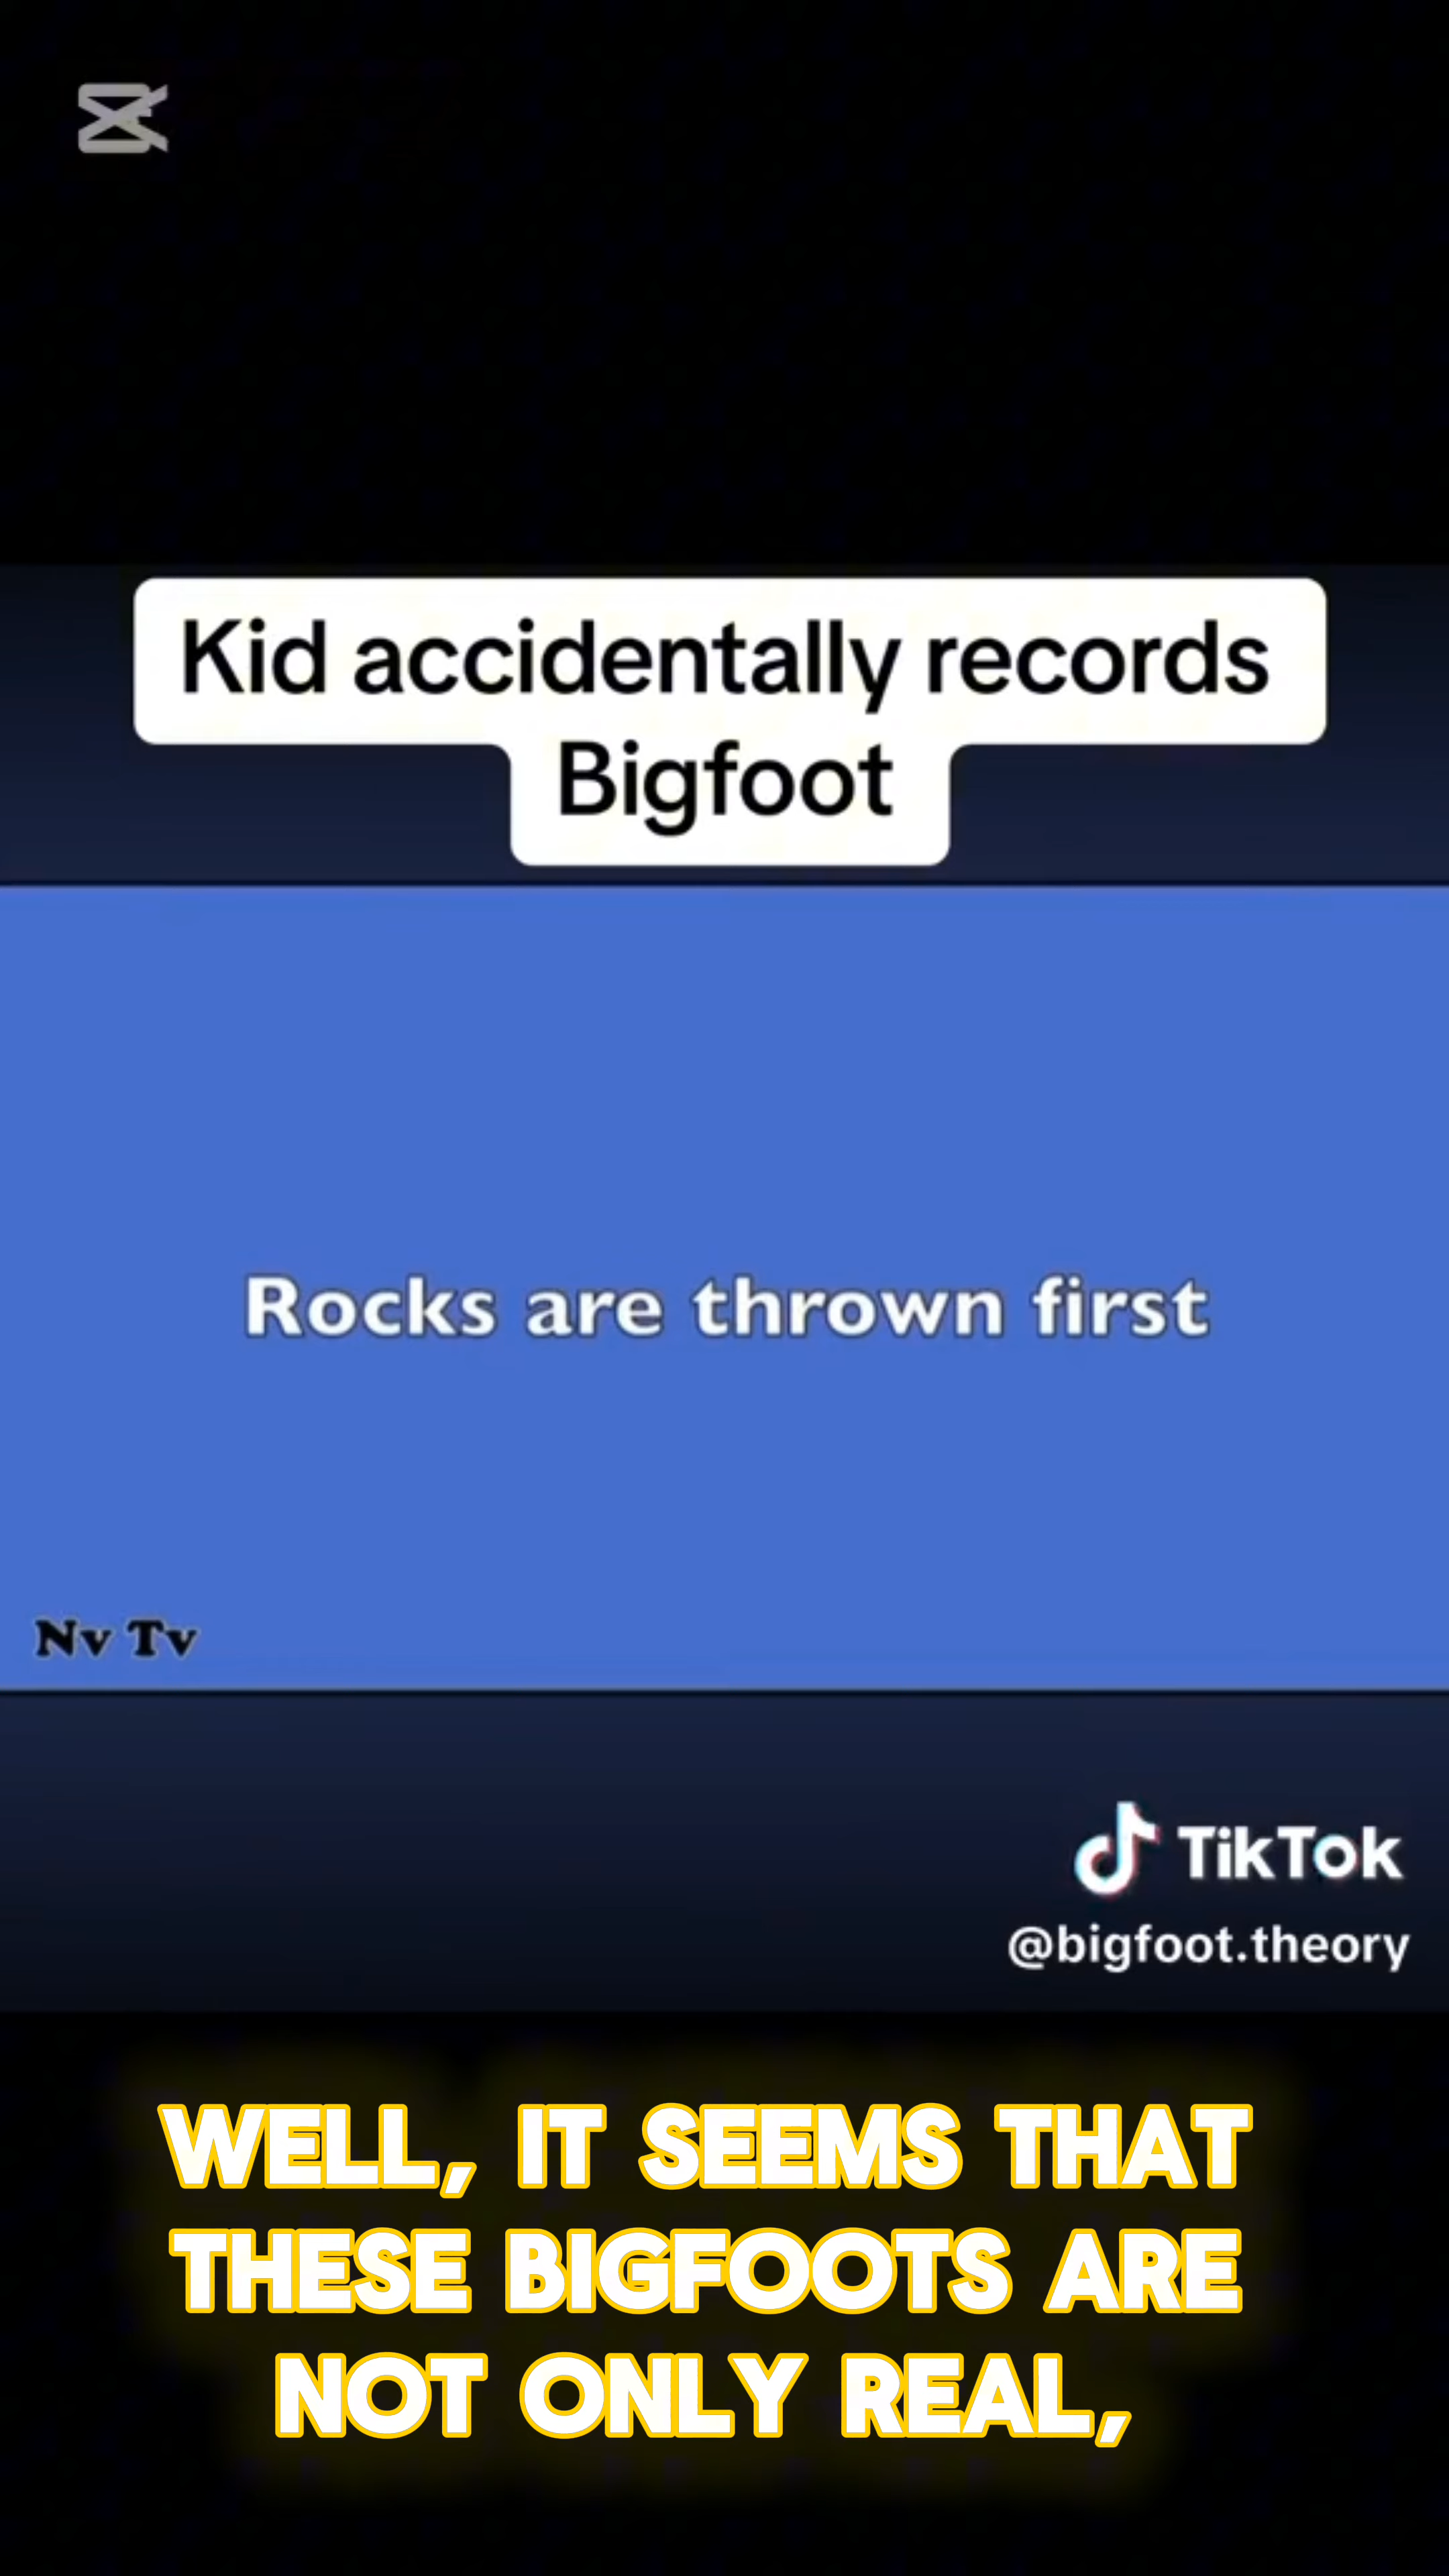 Kid accidentally records
Bigfoot
Rocks are thrown first
Nv Tv
TikTok
@bigfoot.theory
WELL, IT SEEMS THAT
THESE BIGFOOTS ARE
NOT ONLY REAL,